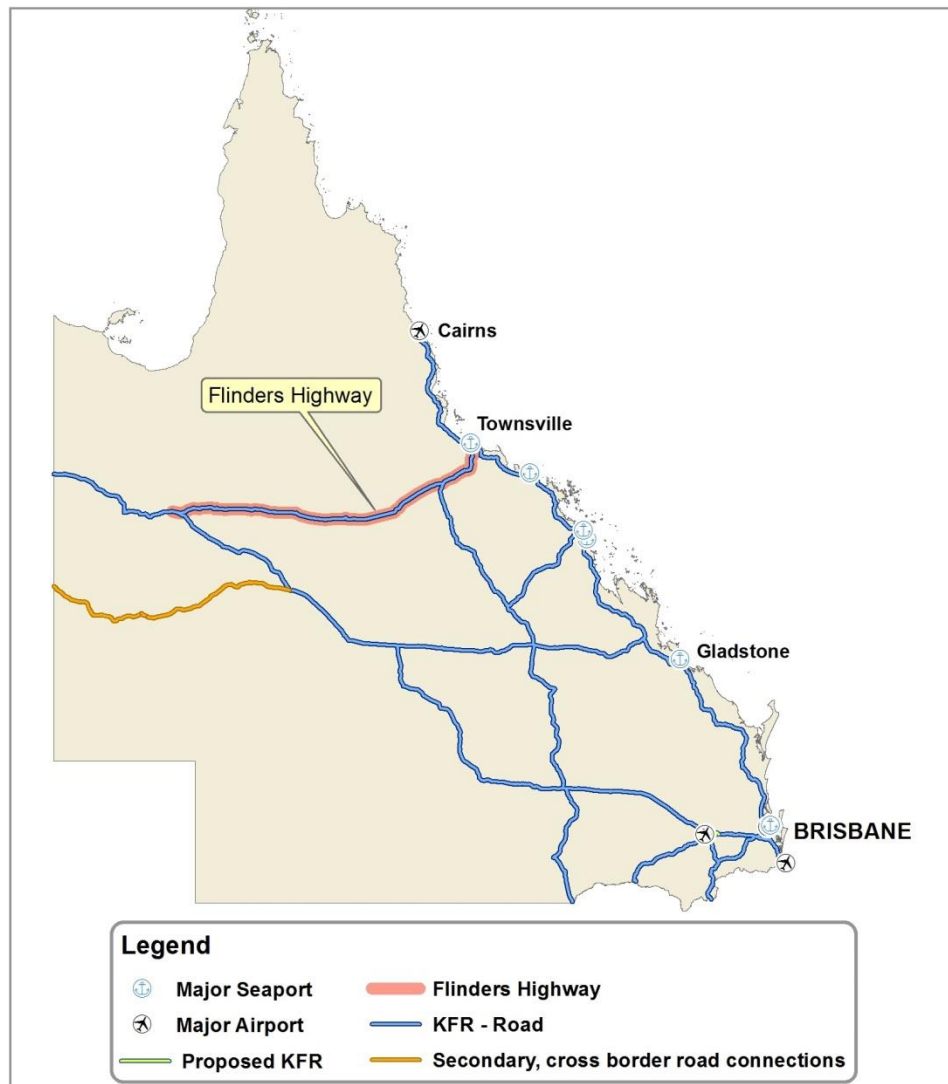 Cairns
Flinders Highway
Townsville
Gladstone
BRISBANE
Legend
Major Seaport
Flinders Highway
Major Airport
KFR - Road
Proposed KFR
Secondary, cross border road connections